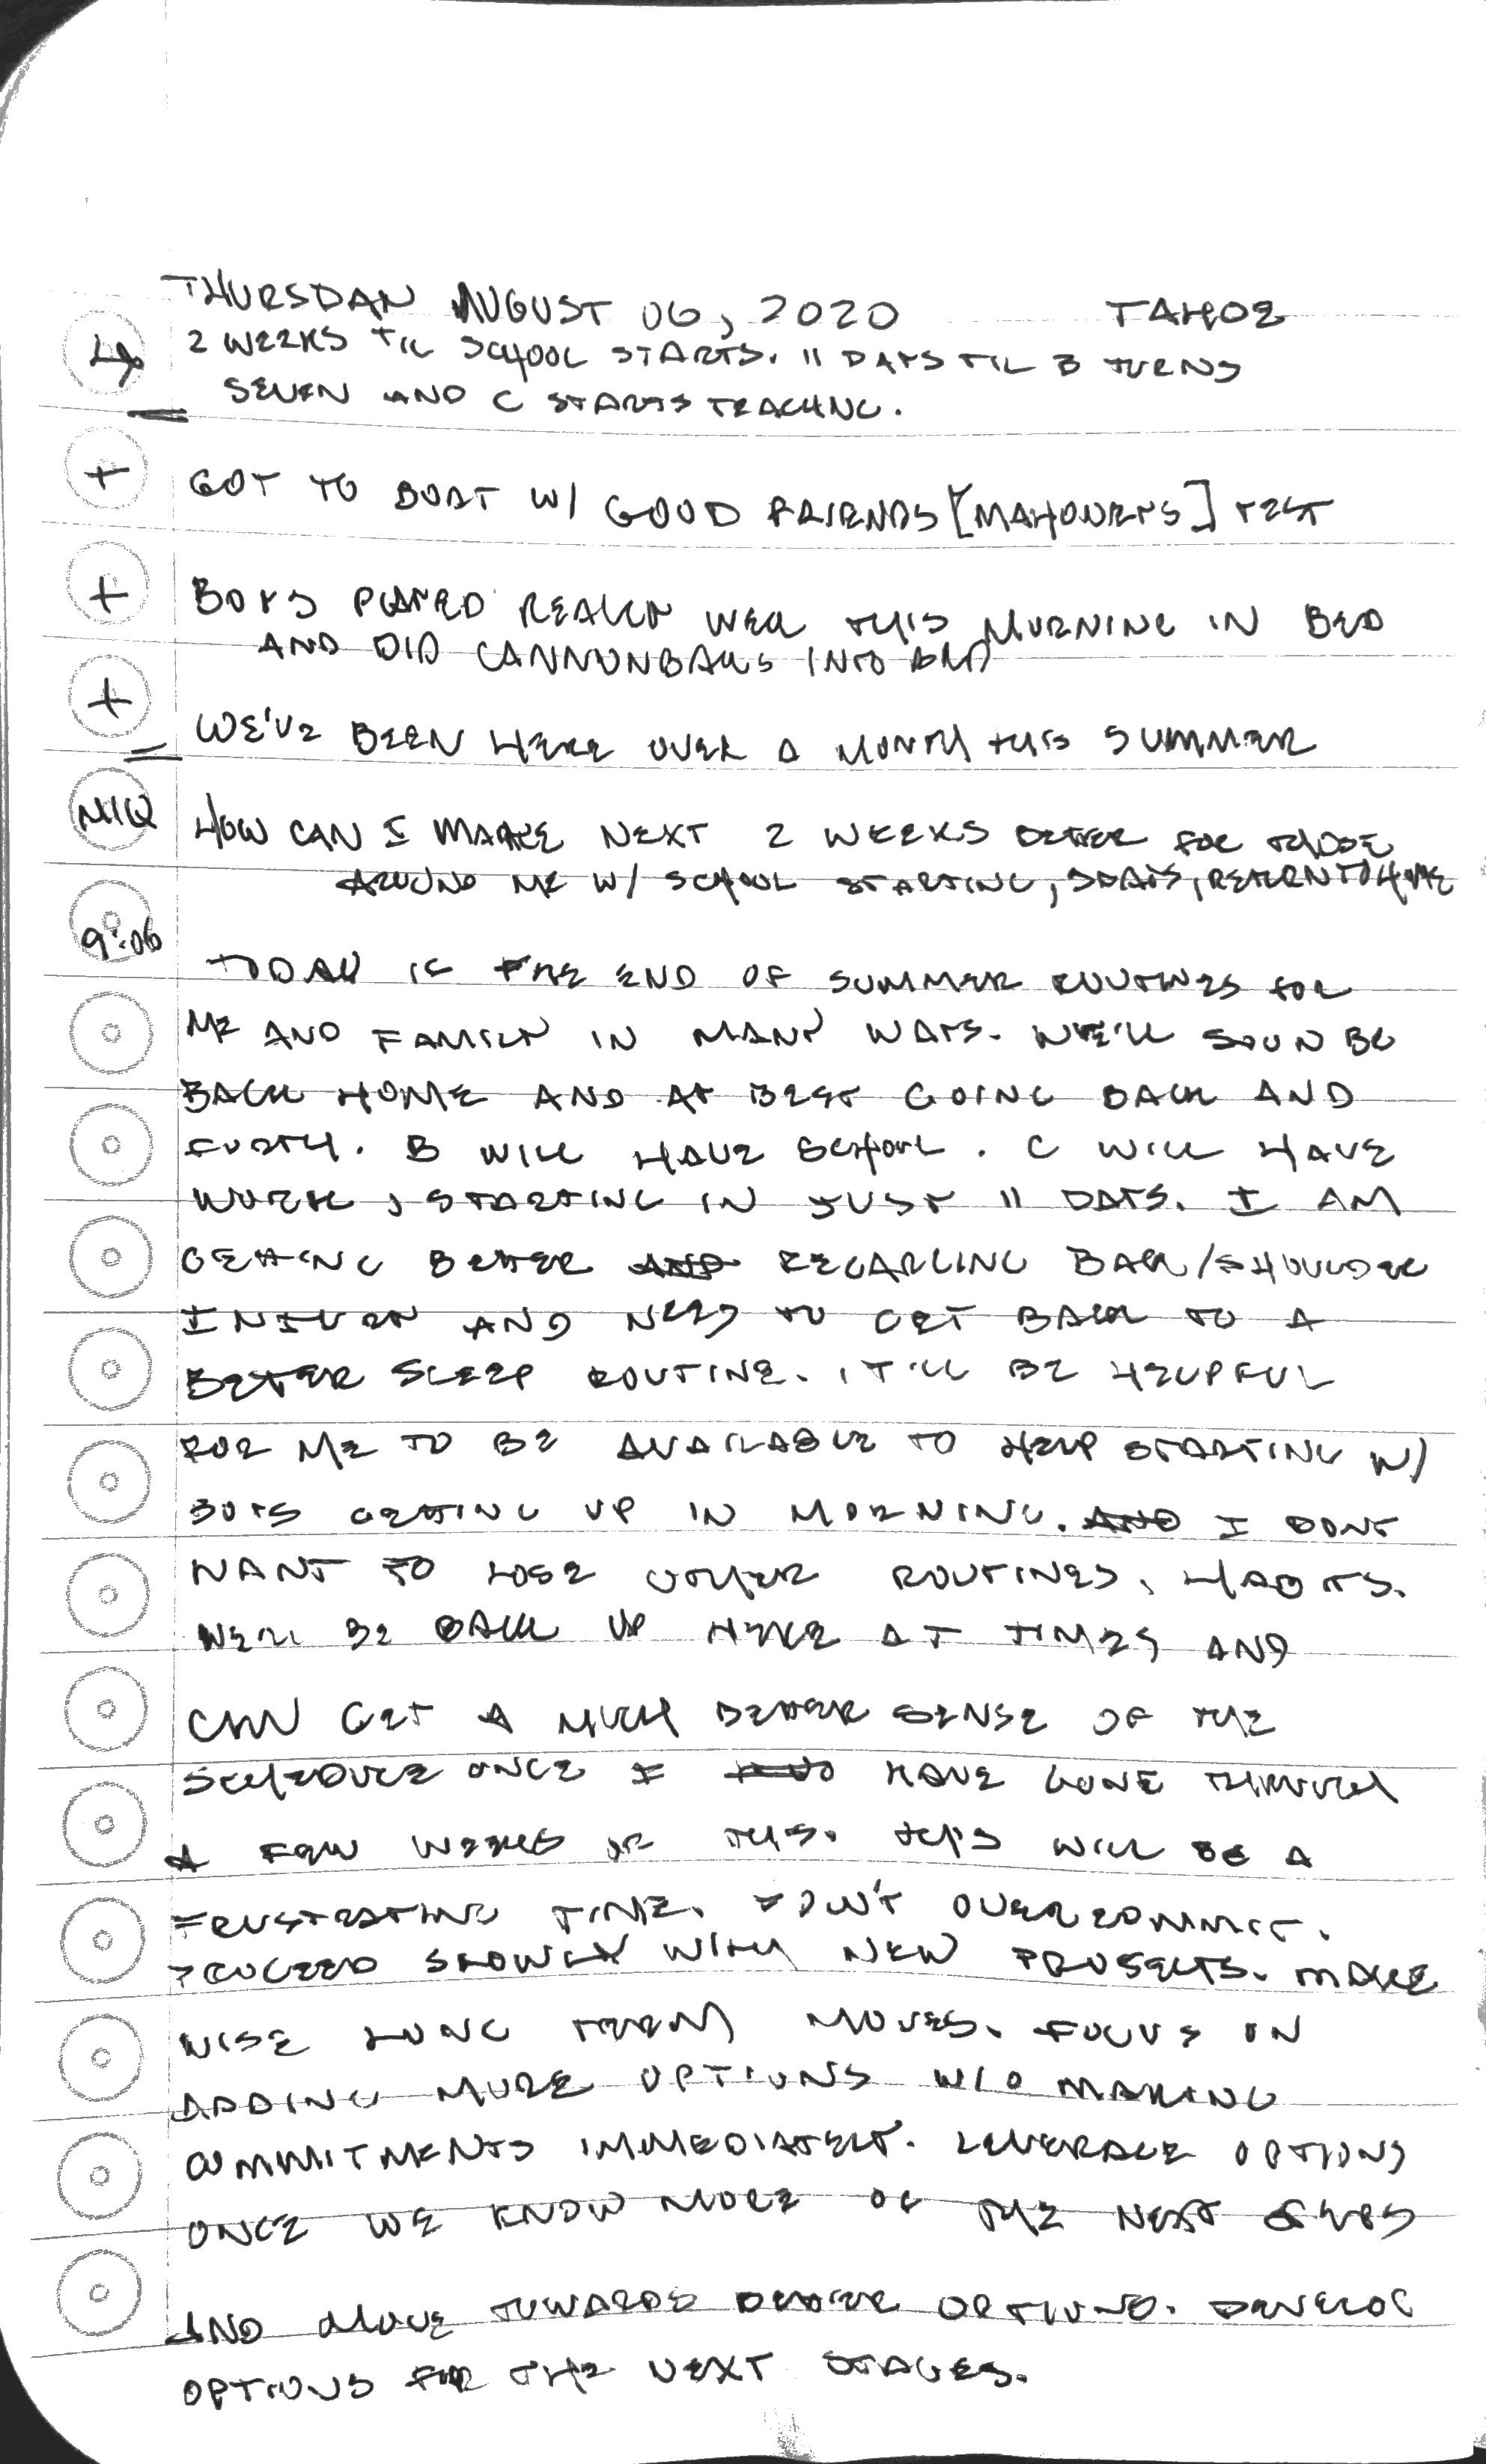 THURSDAY AUGUST 06, 2020 TAHOE
2 WEEKS TIL SCHOOL STARTS. 11 DAYS TIL B TURNS
SEVEN AND C STARTS TEACHING.
+ GOT TO BOAT W/ GOOD FRIENDS [MAHONEYS] YEST
+ BOYS PLAYED REALLY WELL THIS MORNING IN BED
AND DID CANNONBALLS INTO BED
+ WE'VE BEEN HERE OVER A MONTH THIS SUMMER
MIQ HOW CAN I MAKE NEXT 2 WEEKS BETTER FOR THOSE
AROUND ME W/ SCHOOL STARTING, RETURN TO HOME
9:06
TODAY IS THE END OF SUMMER ROUTINES FOR
ME AND FAMILY IN MANY WAYS. WE'LL SOON BE
BACK HOME AND AT BEST GOING BACK AND
FORTH. B WILL HAVE SCHOOL. C WILL HAVE
WORK, STARTING IN JUST 11 DAYS. I AM
GETTING BETTER AND REGARDING BACK/SHOULDER
INJURY AND NEED TO GET BACK TO A
BETTER SLEEP ROUTINE. IT'LL BE HELPFUL
FOR ME TO BE AVAILABLE TO HELP STARTING W/
BOYS GETTING UP IN MORNING. AND I DONT
WANT TO LOSE OTHER ROUTINES, HABITS.
WE'LL BE BACK UP HERE AT TIMES AND
CAN GET A MUCH BETTER SENSE OF THE
SCHEDULE ONCE I HAVE GONE THROUGH
A FEW WEEKS OF THIS. THIS WILL BE A
FRUSTRATING TIME. DON'T OVERCOMMIT.
PROCEED SLOWLY WITH NEW PROJECTS. MAKE
WISE LONG TERM MOVES. FOCUS ON
ADDING MORE OPTIONS W/O MAKING
COMMITMENTS IMMEDIATELY. LEVERAGE OPTIONS
ONCE WE KNOW MORE OF THE NEXT STEPS
AND MOVE TOWARDS BETTER OPTIONS. DEVELOP
OPTIONS FOR THE NEXT STAGES.